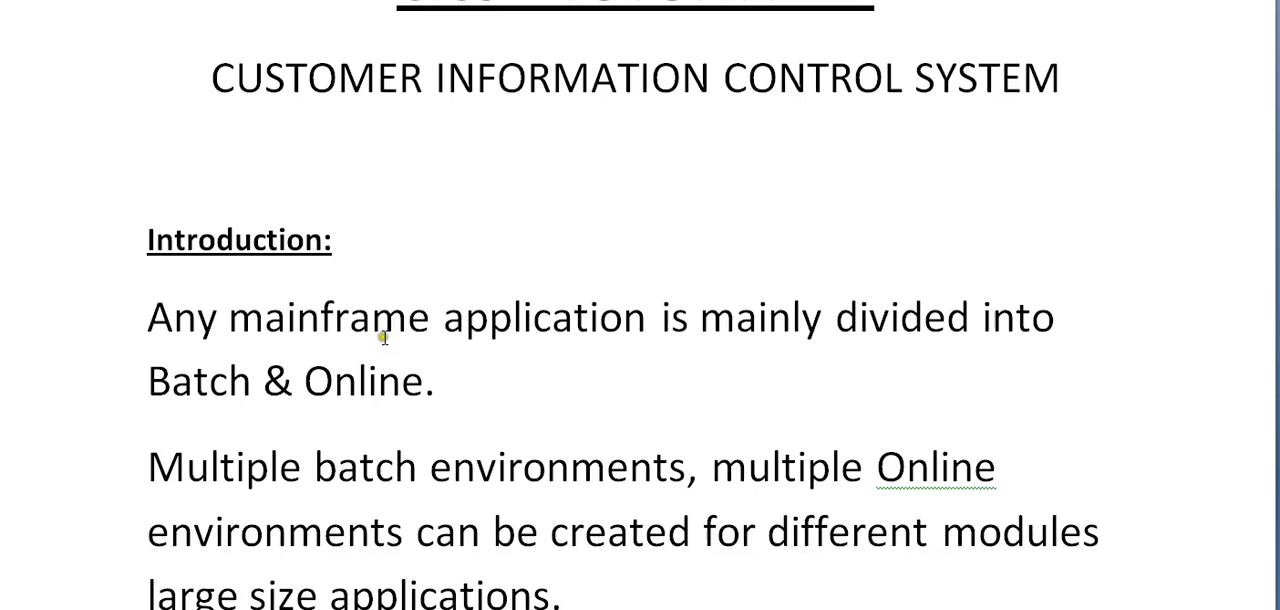 CUSTOMER INFORMATION CONTROL SYSTEM
Introduction:
Any mainframe application is mainly divided into
Batch & Online.
Multiple batch environments, multiple Online
environments can be created for different modules
large size applications.